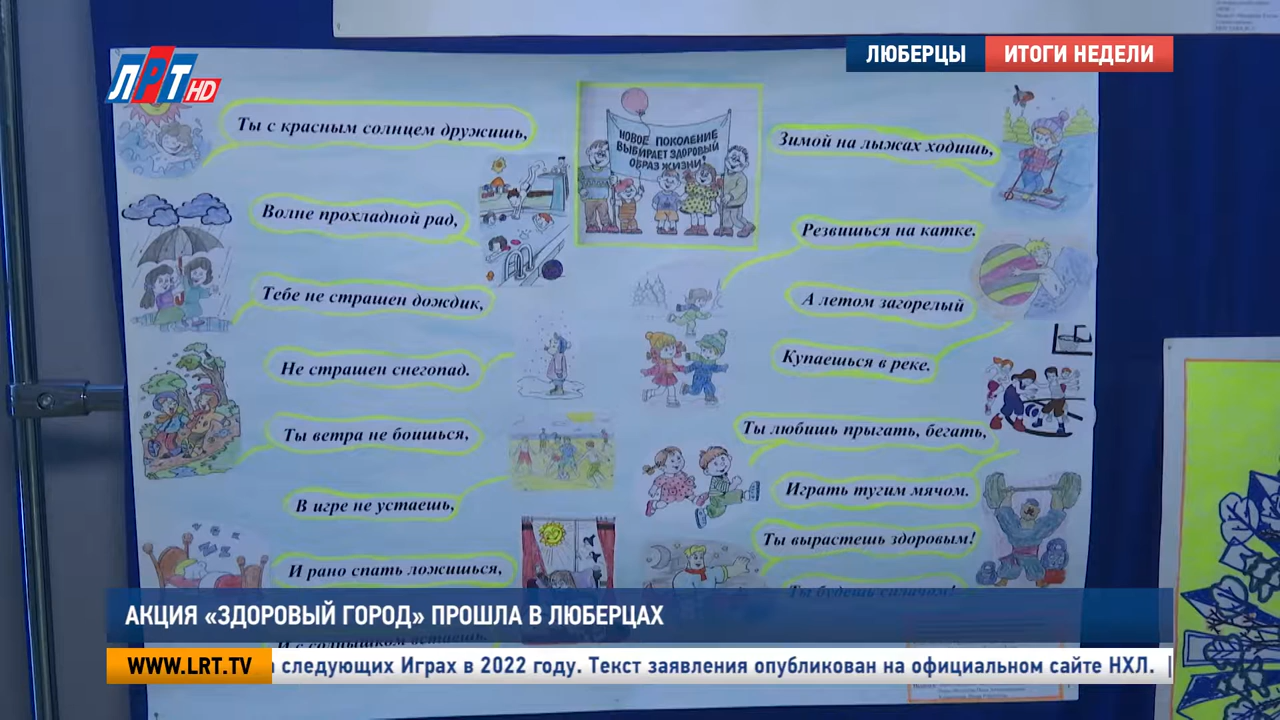 ЛРТ HD
ЛЮБЕРЦЫ
ИТОГИ НЕДЕЛИ
Ты с красным солнцем дружишь,
Волне прохладной рад,
Тебе не страшен дождик,
Не страшен снегопад.
Ты ветра не боишься,
В игре не устаешь,
И рано спать ложишься,
И с солнышком встаешь.
НОВОЕ ПОКОЛЕНИЕ
ВЫБИРАЕТ ЗДОРОВЫЙ
ОБРАЗ ЖИЗНИ!
Зимой на лыжах ходишь,
Резвишься на катке.
А летом загорелый
Купаешься в реке.
Ты любишь прыгать, бегать,
Играть тугим мячом.
Ты вырастешь здоровым!
Ты будешь силачом!
АКЦИЯ «ЗДОРОВЫЙ ГОРОД» ПРОШЛА В ЛЮБЕРЦАХ
WWW.LRT.TV
а следующих Играх в 2022 году. Текст заявления опубликован на официальном сайте НХЛ. |